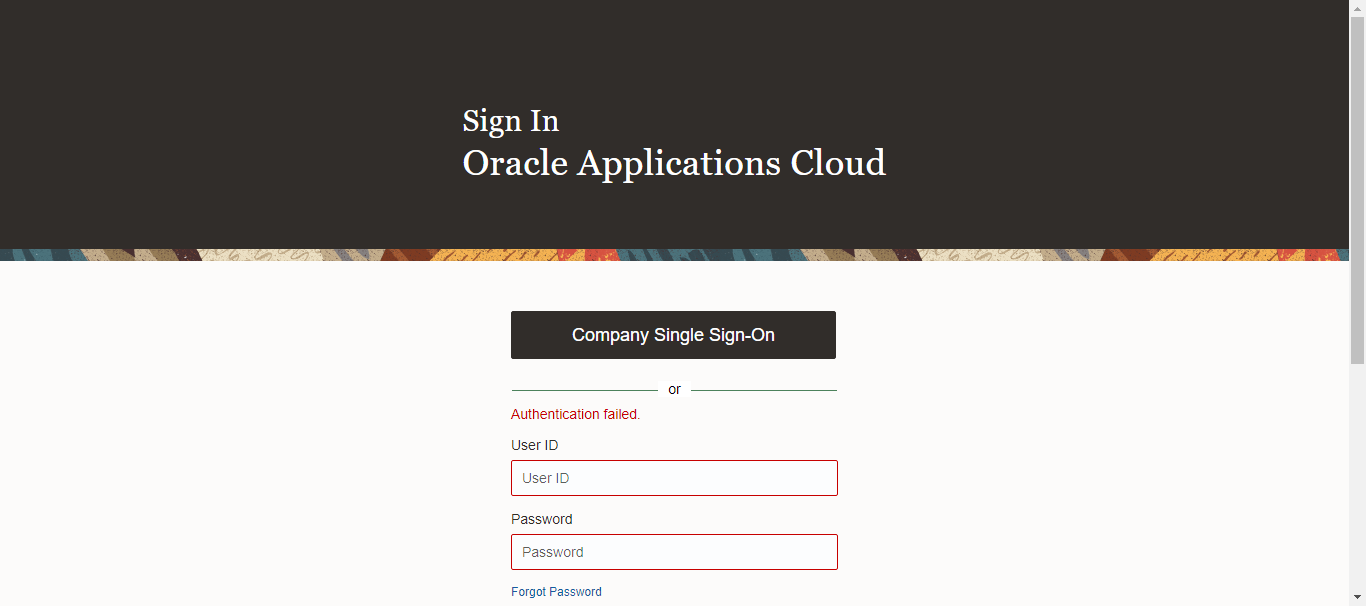 Sign In
Oracle Applications Cloud
Company Single Sign-On
or
Authentication failed.
User ID
User ID
Password
Password
Forgot Password